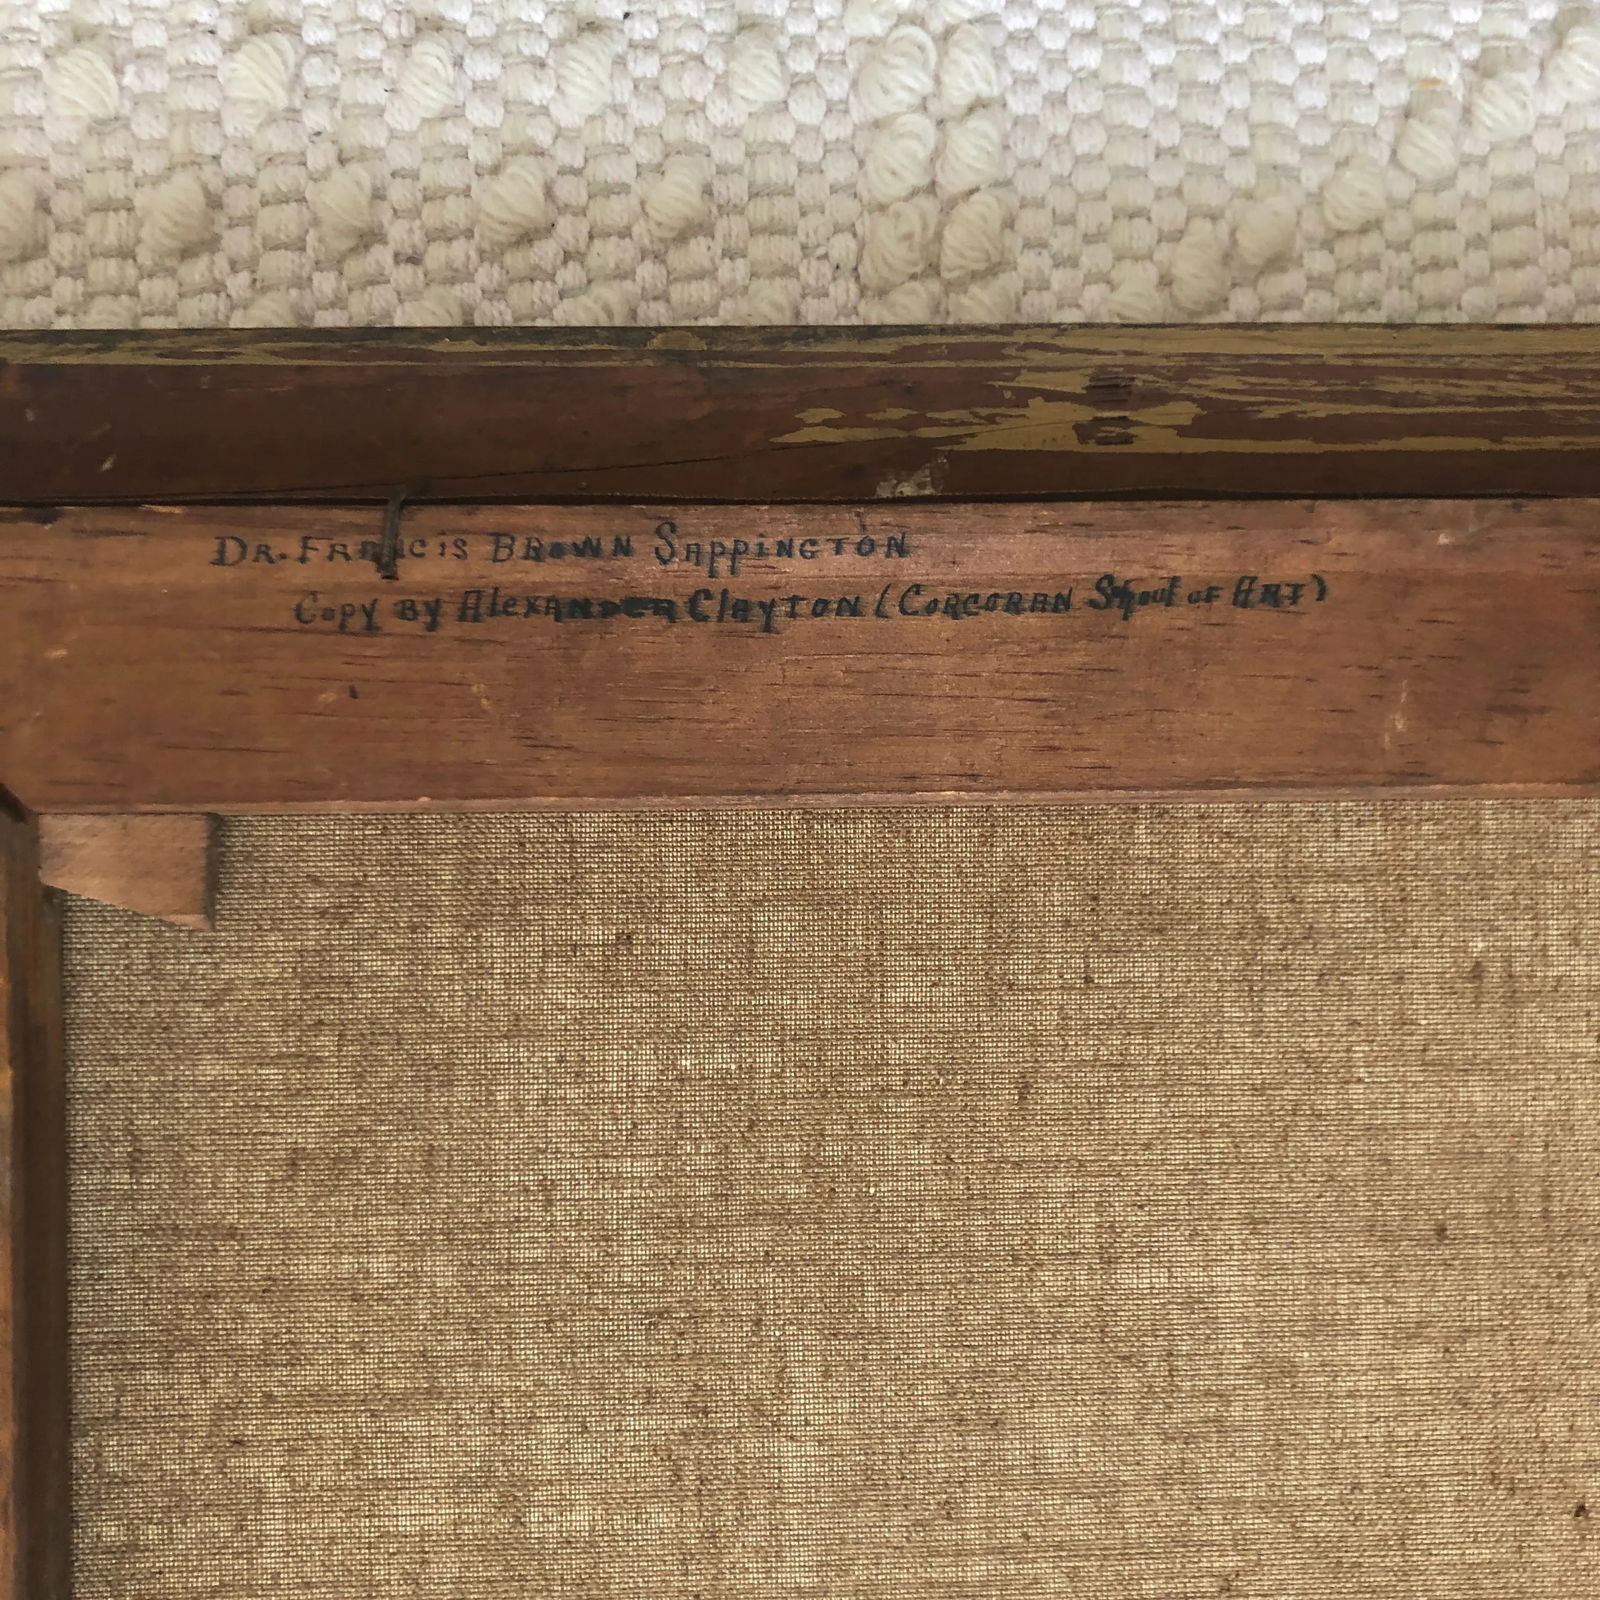 Dr. Francis Brown Sappington
Copy by Alexander Clayton (Corcoran School of Art)